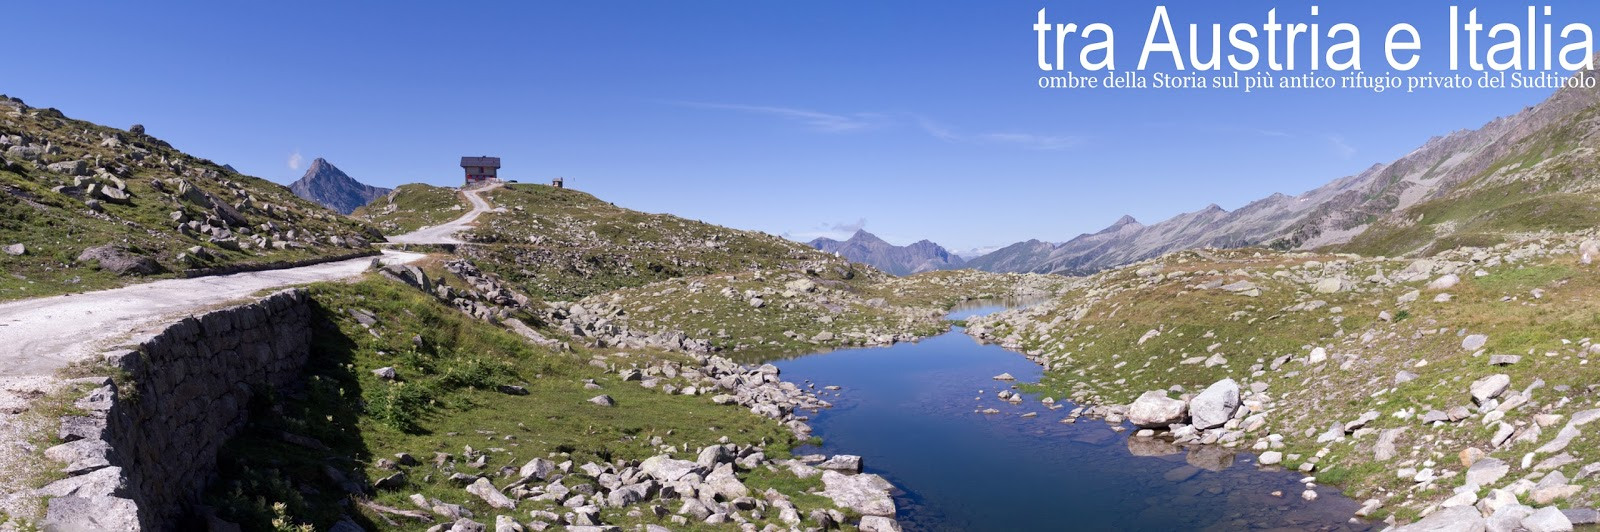 tra Austria e Italia
ombre della Storia sul più antico rifugio privato del Sudtirolo